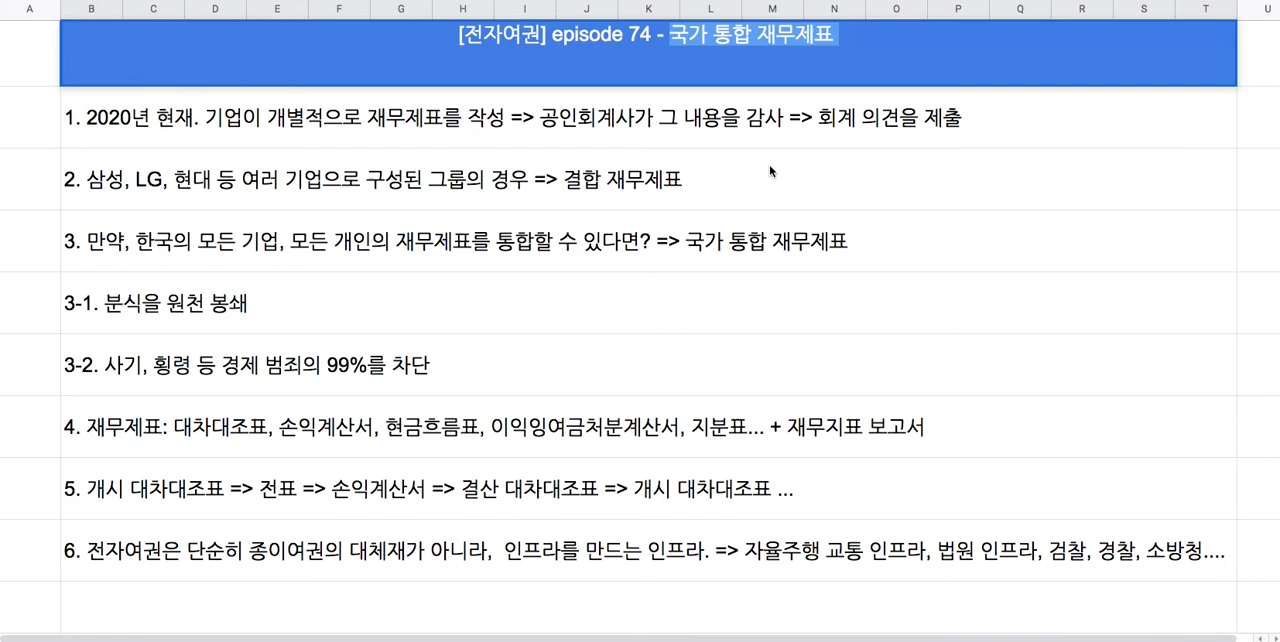 A B C D E F G H I J K L M N O P Q R S T U
[전자여권] episode 74 - 국가 통합 재무제표
1. 2020년 현재. 기업이 개별적으로 재무제표를 작성 => 공인회계사가 그 내용을 감사 => 회계 의견을 제출
2. 삼성, LG, 현대 등 여러 기업으로 구성된 그룹의 경우 => 결합 재무제표
3. 만약, 한국의 모든 기업, 모든 개인의 재무제표를 통합할 수 있다면? => 국가 통합 재무제표
3-1. 분식을 원천 봉쇄
3-2. 사기, 횡령 등 경제 범죄의 99%를 차단
4. 재무제표: 대차대조표, 손익계산서, 현금흐름표, 이익잉여금처분계산서, 지분표... + 재무지표 보고서
5. 개시 대차대조표 => 전표 => 손익계산서 => 결산 대차대조표 => 개시 대차대조표 ...
6. 전자여권은 단순히 종이여권의 대체재가 아니라,  인프라를 만드는 인프라. => 자율주행 교통 인프라, 법원 인프라, 검찰, 경찰, 소방청....